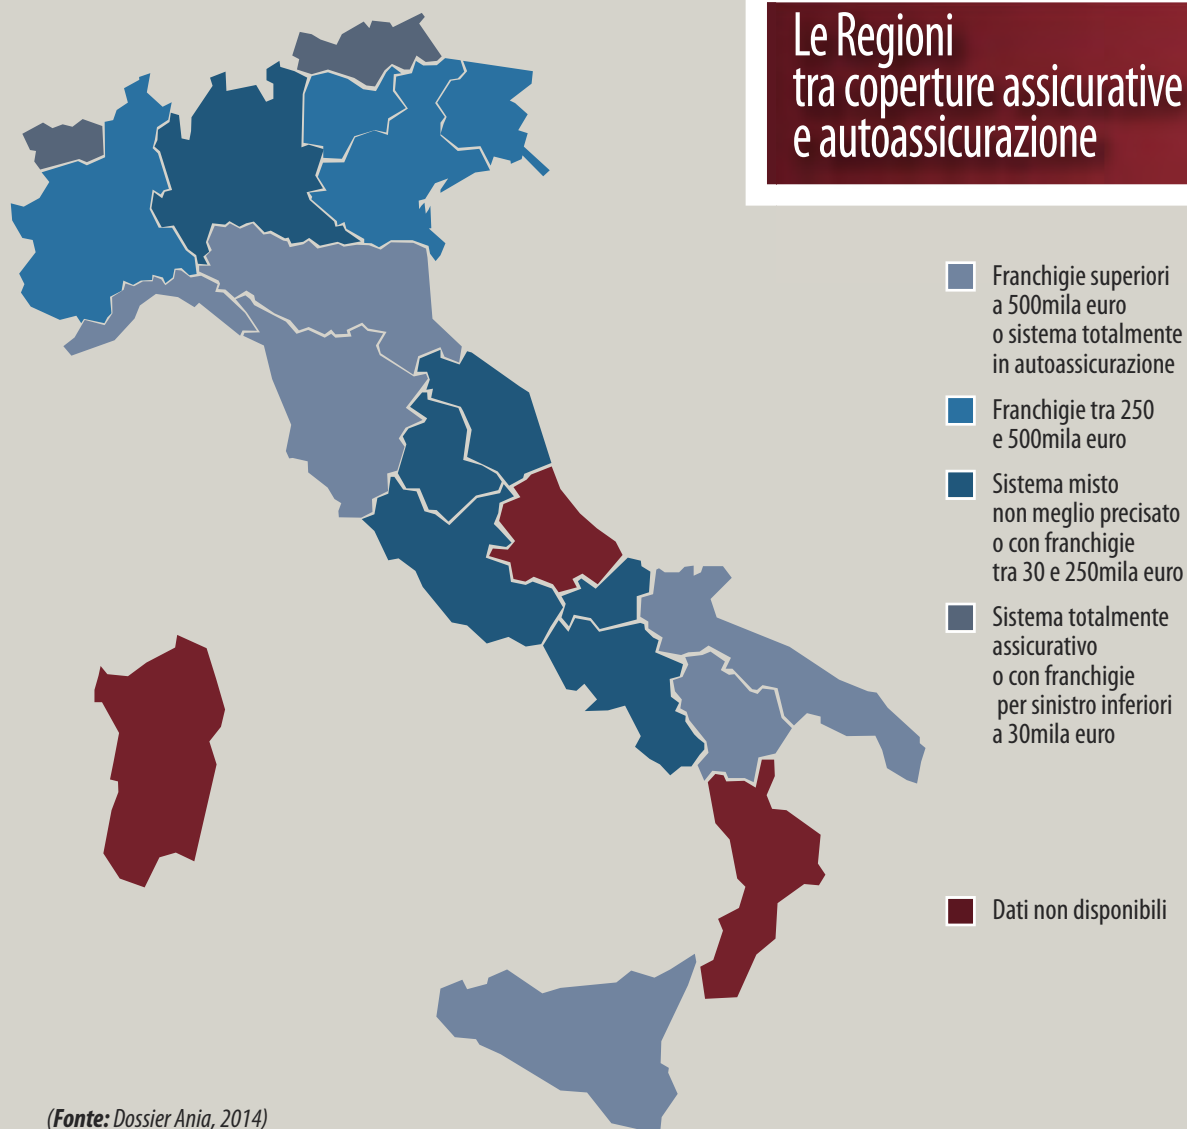 Le Regioni
tra coperture assicurative
e autoassicurazione
Franchigie superiori
a 500mila euro
o sistema totalmente
in autoassicurazione
Franchigie tra 250
e 500mila euro
Sistema misto
non meglio precisato
o con franchigie
tra 30 e 250mila euro
Sistema totalmente
assicurativo
o con franchigie
per sinistro inferiori
a 30mila euro
Dati non disponibili
(Fonte: Dossier Ania, 2014)